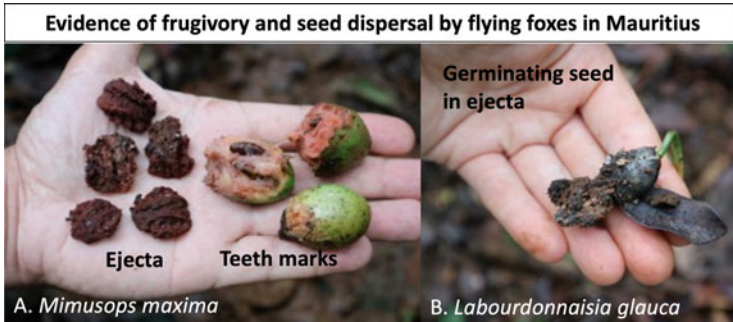 Evidence of frugivory and seed dispersal by flying foxes in Mauritius
Ejecta
Teeth marks
A. Mimusops maxima
Germinating seed
in ejecta
B. Labourdonnaisia glauca